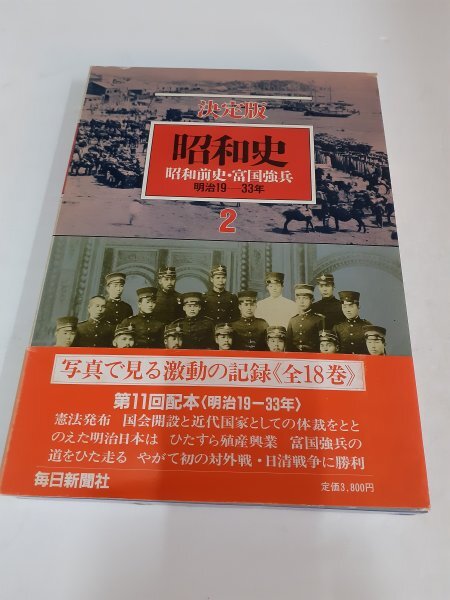 決定版
昭和史
昭和前史・富国強兵
明治19―33年
2
写真で見る激動の記録《全18巻》
第11回配本〈明治19―33年〉
憲法発布 国会開設と近代国家としての体裁をとと
のえた明治日本は ひたすら殖産興業 富国強兵の
道をひた走る やがて初の対外戦・日清戦争に勝利
毎日新聞社
定価3,800円